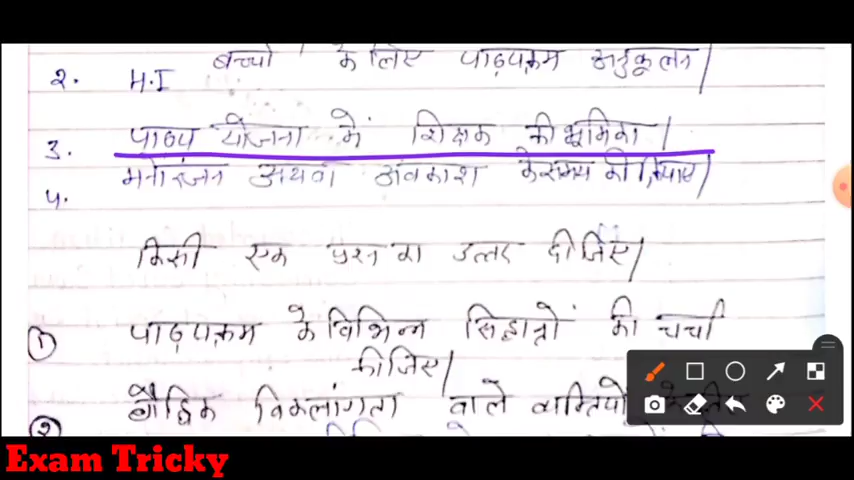 2. H.I बच्चो के लिए पाठ्यक्रम अनुकूलन|
3. पाठ्य योजना में शिक्षक की भूमिका|
4. मनोरंजन अथवा अवकाश के समय की क्रियाए|
किसी एक प्रश्न का उत्तर दीजिए|
① पाठ्यक्रम के विभिन्न सिद्धान्तों की चर्चा
कीजिए|
② बौद्धिक विकलांगता वाले व्यक्तियों
Exam Tricky